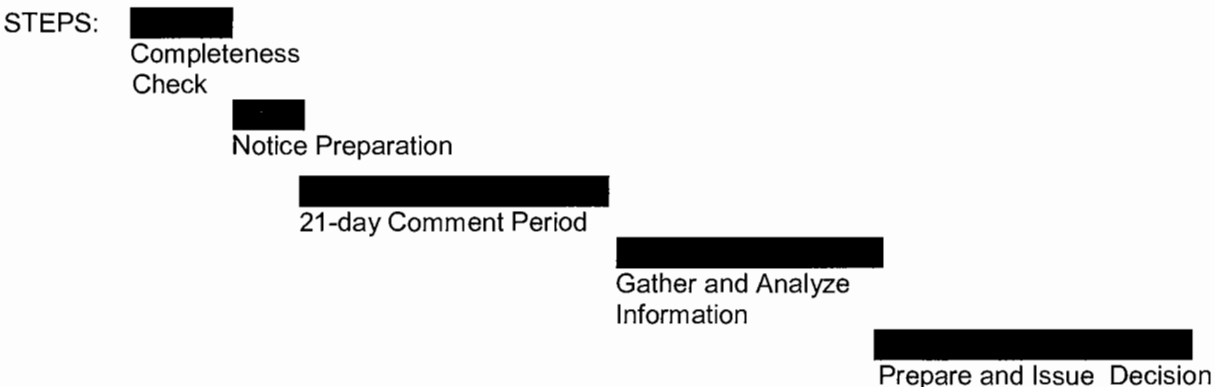 STEPS:
Completeness
Check
Notice Preparation
21-day Comment Period
Gather and Analyze
Information
Prepare and Issue Decision